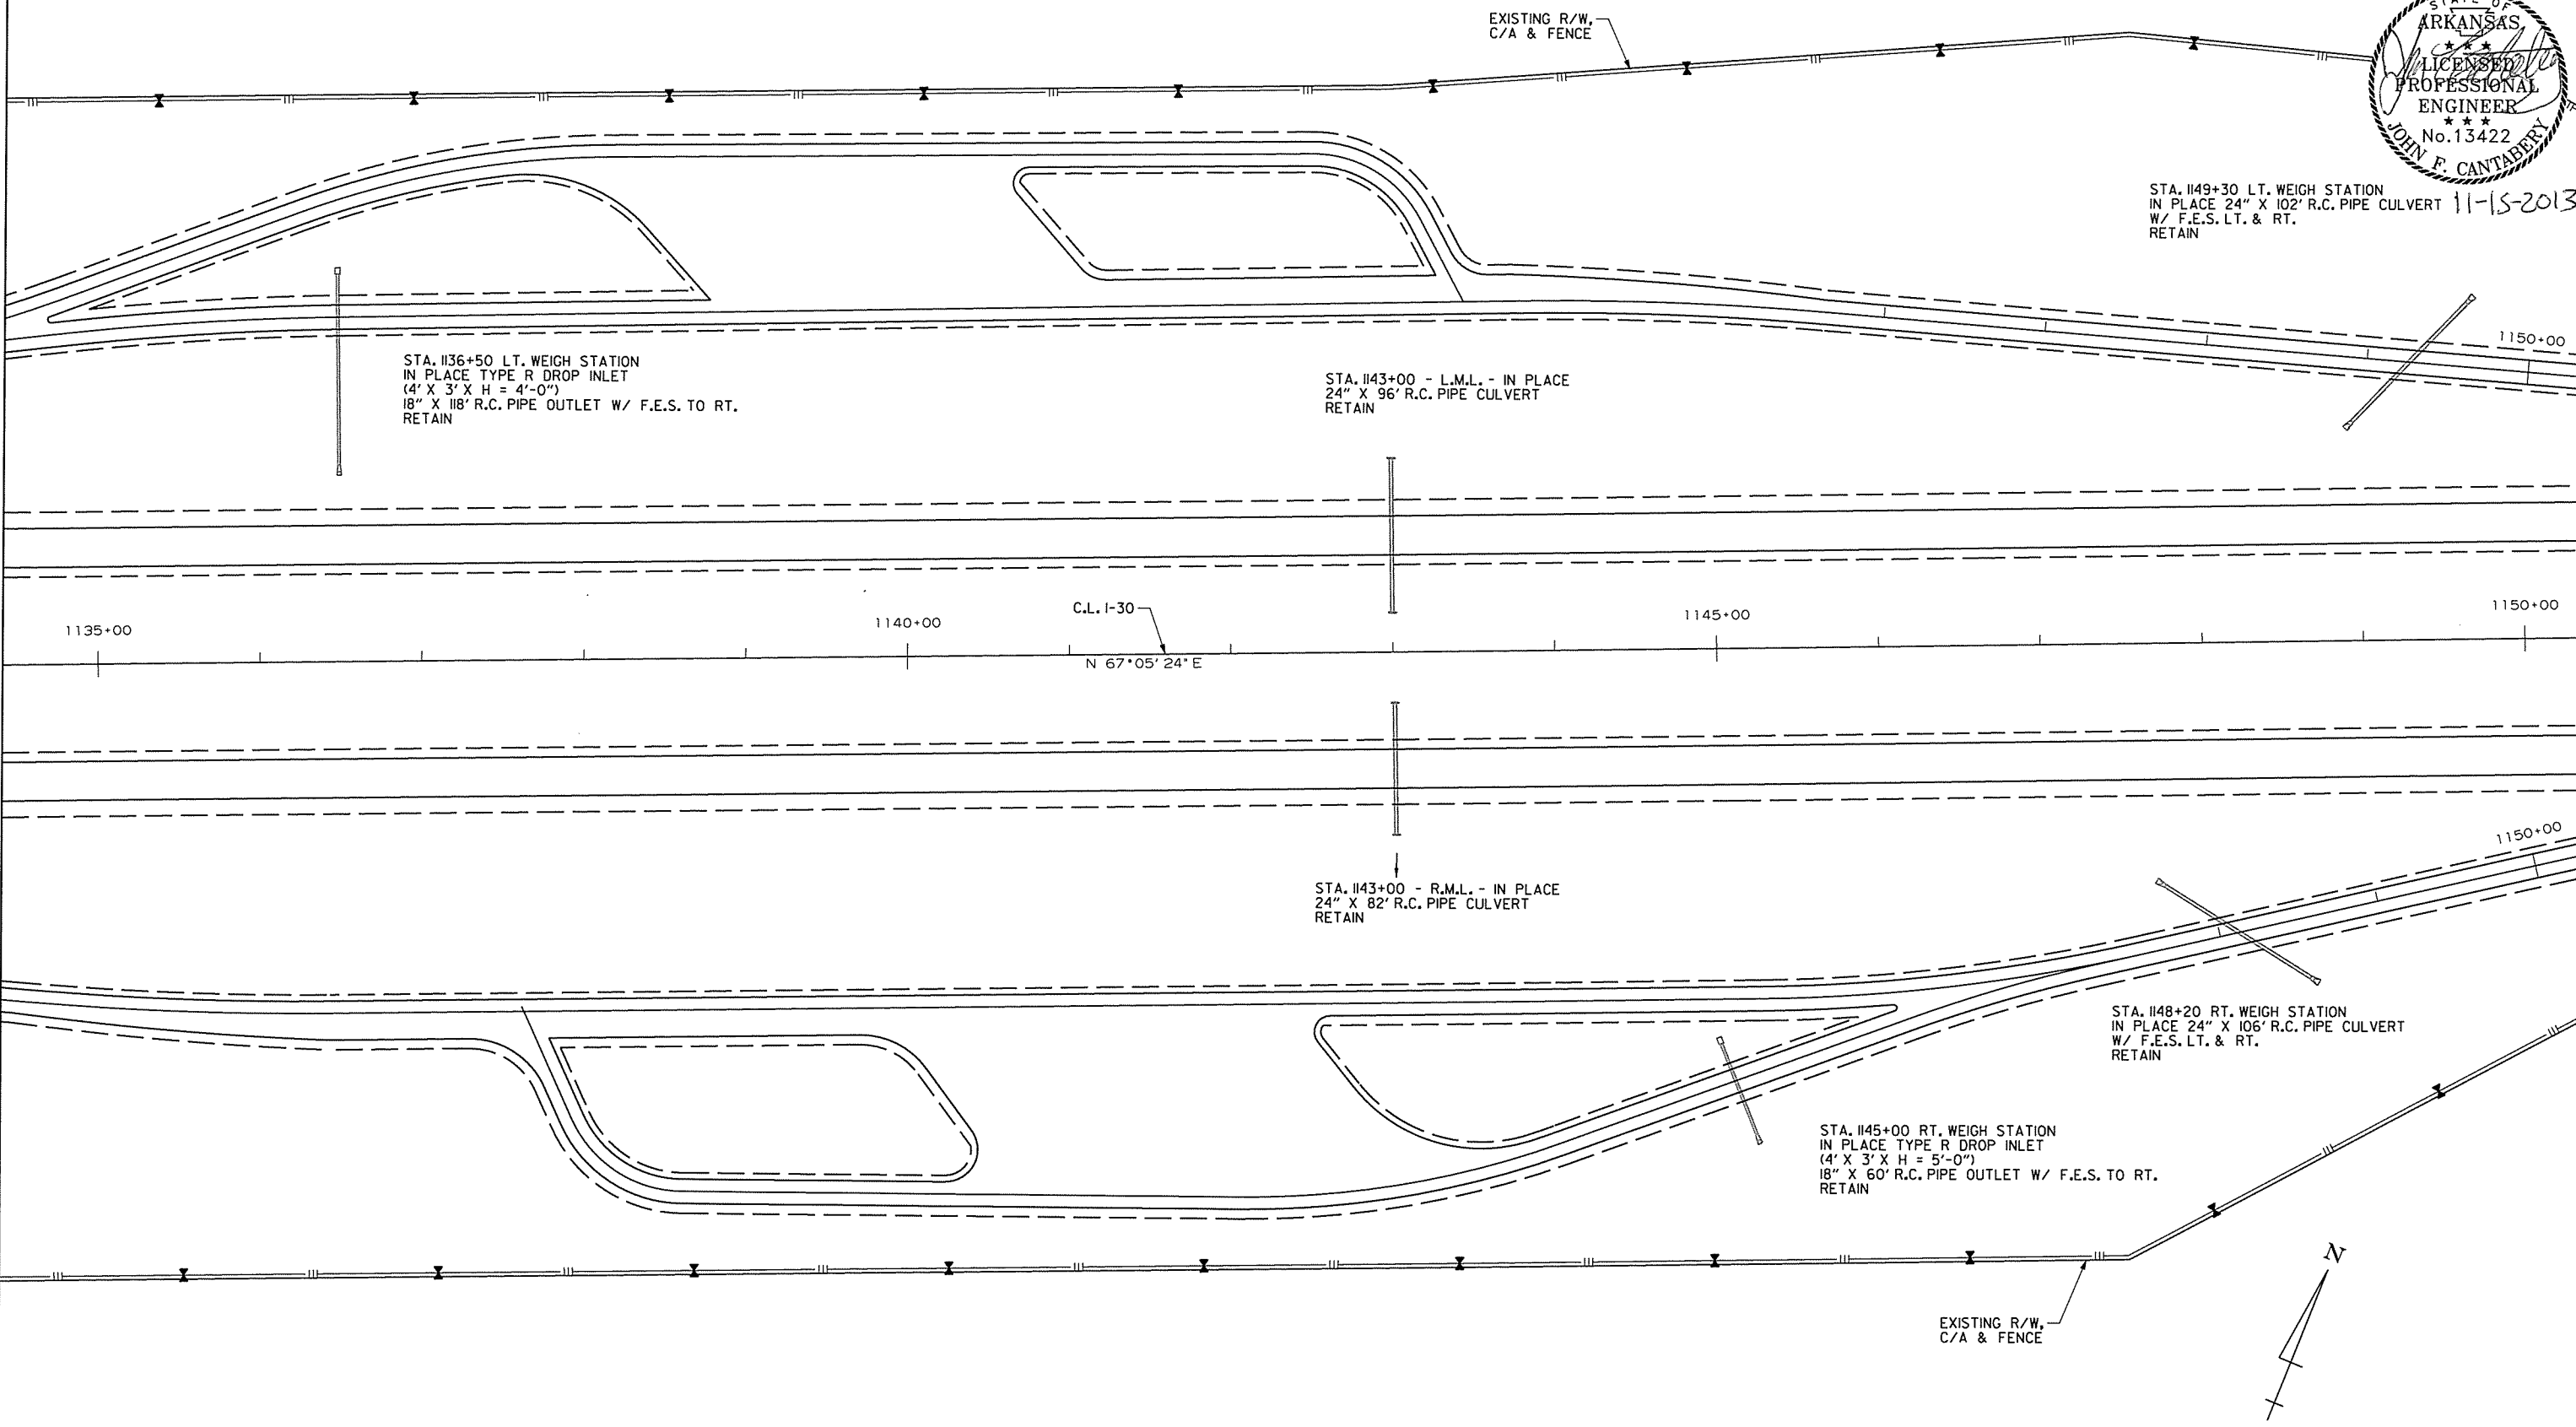 EXISTING R/W,
C/A & FENCE
STATE OF
ARKANSAS
★ ★ ★
LICENSED
PROFESSIONAL
ENGINEER
★ ★ ★
No.13422
JOHN F. CANTABERY
STA. 1149+30 LT. WEIGH STATION
IN PLACE 24" X 102' R.C. PIPE CULVERT
W/ F.E.S. LT. & RT.
RETAIN
11-15-2013
1150+00
STA. 1136+50 LT. WEIGH STATION
IN PLACE TYPE R DROP INLET
(4' X 3' X H = 4'-0")
18" X 118' R.C. PIPE OUTLET W/ F.E.S. TO RT.
RETAIN
STA. 1143+00 - L.M.L. - IN PLACE
24" X 96' R.C. PIPE CULVERT
RETAIN
C.L. I-30
1135+00
1140+00
1145+00
1150+00
N 67°05'24" E
1150+00
STA. 1143+00 - R.M.L. - IN PLACE
24" X 82' R.C. PIPE CULVERT
RETAIN
STA. 1148+20 RT. WEIGH STATION
IN PLACE 24" X 106' R.C. PIPE CULVERT
W/ F.E.S. LT. & RT.
RETAIN
STA. 1145+00 RT. WEIGH STATION
IN PLACE TYPE R DROP INLET
(4' X 3' X H = 5'-0")
18" X 60' R.C. PIPE OUTLET W/ F.E.S. TO RT.
RETAIN
N
EXISTING R/W,
C/A & FENCE